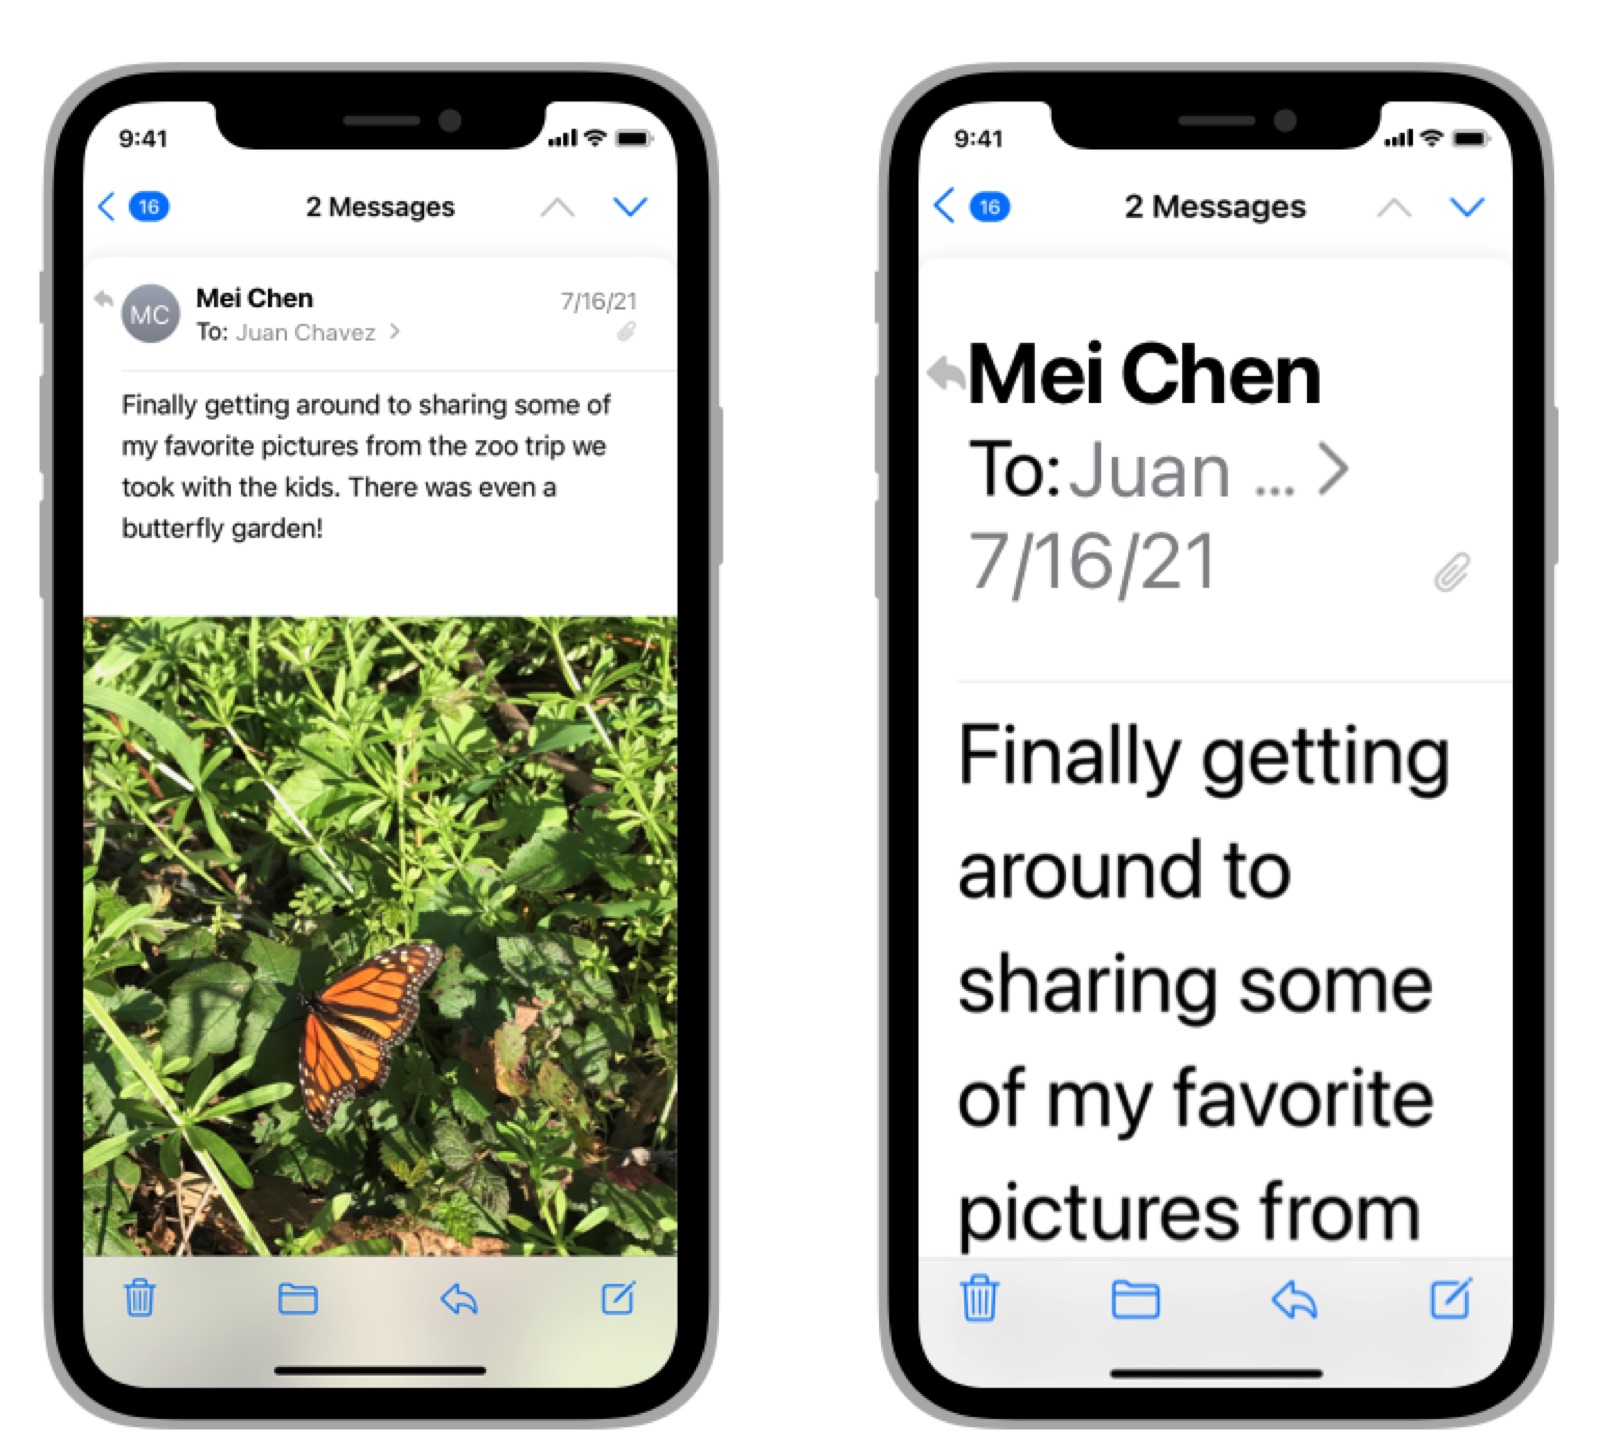 9:41
16
2 Messages
MC
Mei Chen
7/16/21
To: Juan Chavez
Finally getting around to sharing some of
my favorite pictures from the zoo trip we
took with the kids. There was even a
butterfly garden!
9:41
16
2 Messages
Mei Chen
To: Juan ...
7/16/21
Finally getting
around to
sharing some
of my favorite
pictures from